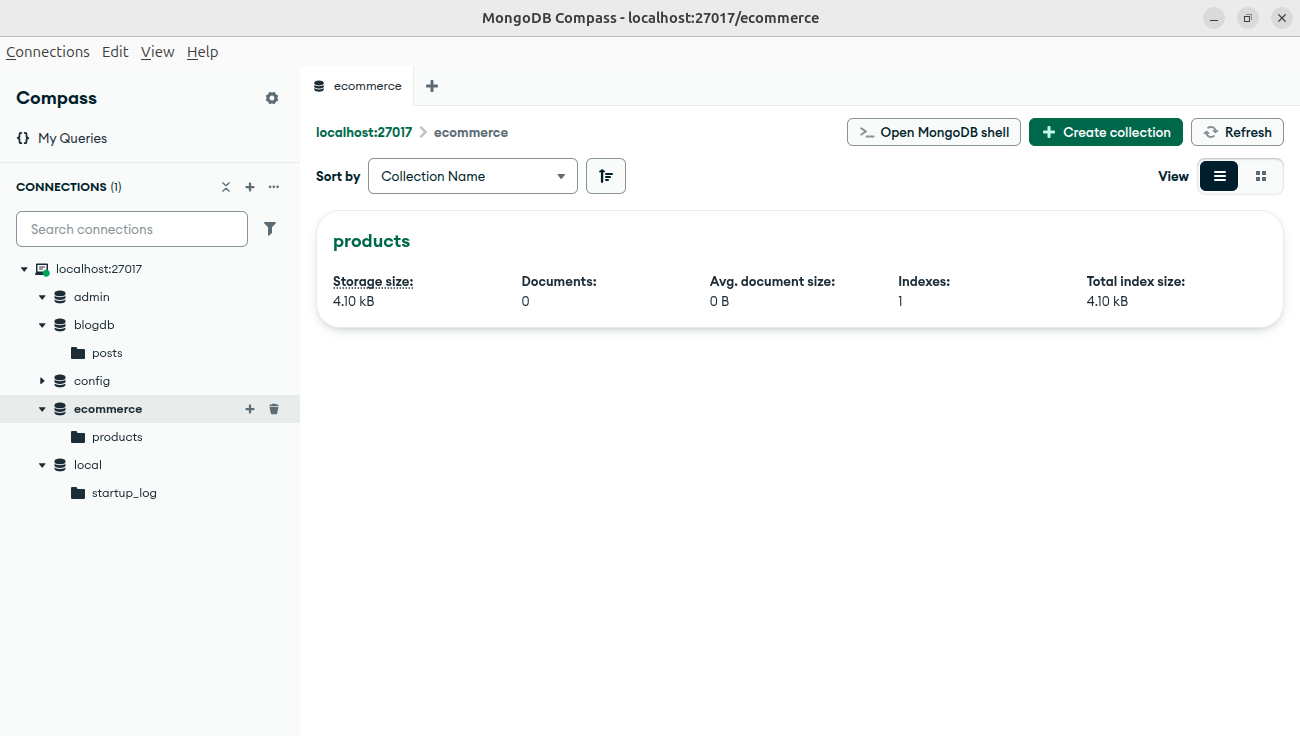 MongoDB Compass - localhost:27017/ecommerce
Connections Edit View Help
Compass
My Queries
CONNECTIONS (1)
Search connections
localhost:27017
admin
blogdb
posts
config
ecommerce
products
local
startup_log
ecommerce
localhost:27017 ecommerce
Open MongoDB shell
Create collection
Refresh
Sort by Collection Name
View
products
Storage size: Documents: Avg. document size: Indexes: Total index size:
4.10 kB 0 0 B 1 4.10 kB